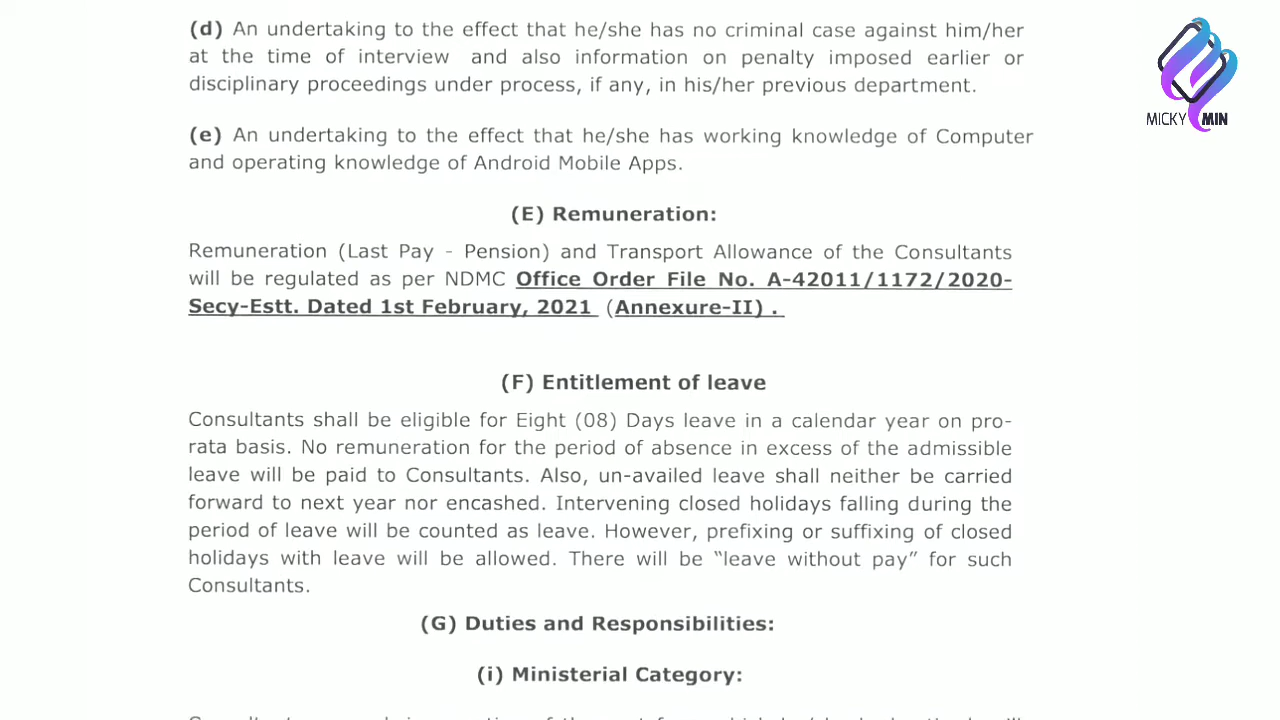 (d) An undertaking to the effect that he/she has no criminal case against him/her
at the time of interview and also information on penalty imposed earlier or
disciplinary proceedings under process, if any, in his/her previous department.
MICKY MIN
(e) An undertaking to the effect that he/she has working knowledge of Computer
and operating knowledge of Android Mobile Apps.
(E) Remuneration:
Remuneration (Last Pay - Pension) and Transport Allowance of the Consultants
will be regulated as per NDMC Office Order File No. A-42011/1172/2020-
Secy-Estt. Dated 1st February, 2021 (Annexure-II) .
(F) Entitlement of leave
Consultants shall be eligible for Eight (08) Days leave in a calendar year on pro-
rata basis. No remuneration for the period of absence in excess of the admissible
leave will be paid to Consultants. Also, un-availed leave shall neither be carried
forward to next year nor encashed. Intervening closed holidays falling during the
period of leave will be counted as leave. However, prefixing or suffixing of closed
holidays with leave will be allowed. There will be “leave without pay” for such
Consultants.
(G) Duties and Responsibilities:
(i) Ministerial Category: